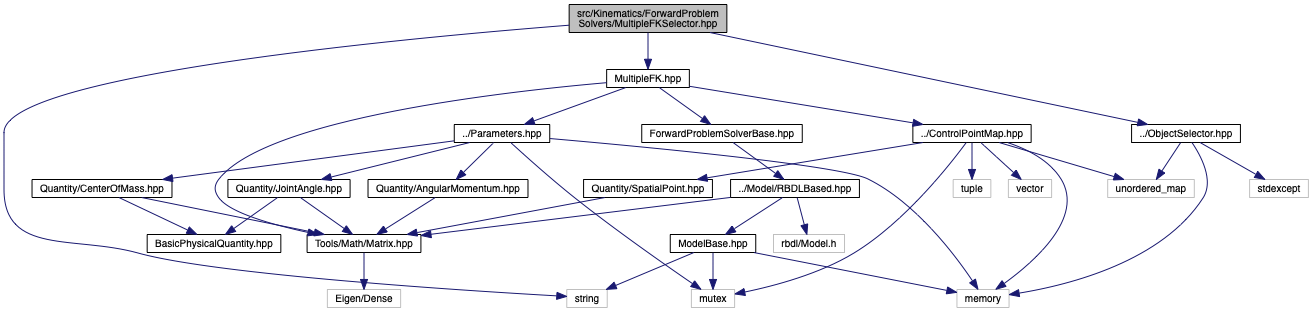 src/Kinematics/ForwardProblem
Solvers/MultipleFKSelector.hpp
MultipleFK.hpp
../Parameters.hpp
ForwardProblemSolverBase.hpp
../ControlPointMap.hpp
../ObjectSelector.hpp
Quantity/CenterOfMass.hpp
Quantity/JointAngle.hpp
Quantity/AngularMomentum.hpp
Quantity/SpatialPoint.hpp
../Model/RBDLBased.hpp
tuple
vector
unordered_map
stdexcept
BasicPhysicalQuantity.hpp
Tools/Math/Matrix.hpp
ModelBase.hpp
rbdl/Model.h
Eigen/Dense
string
mutex
memory